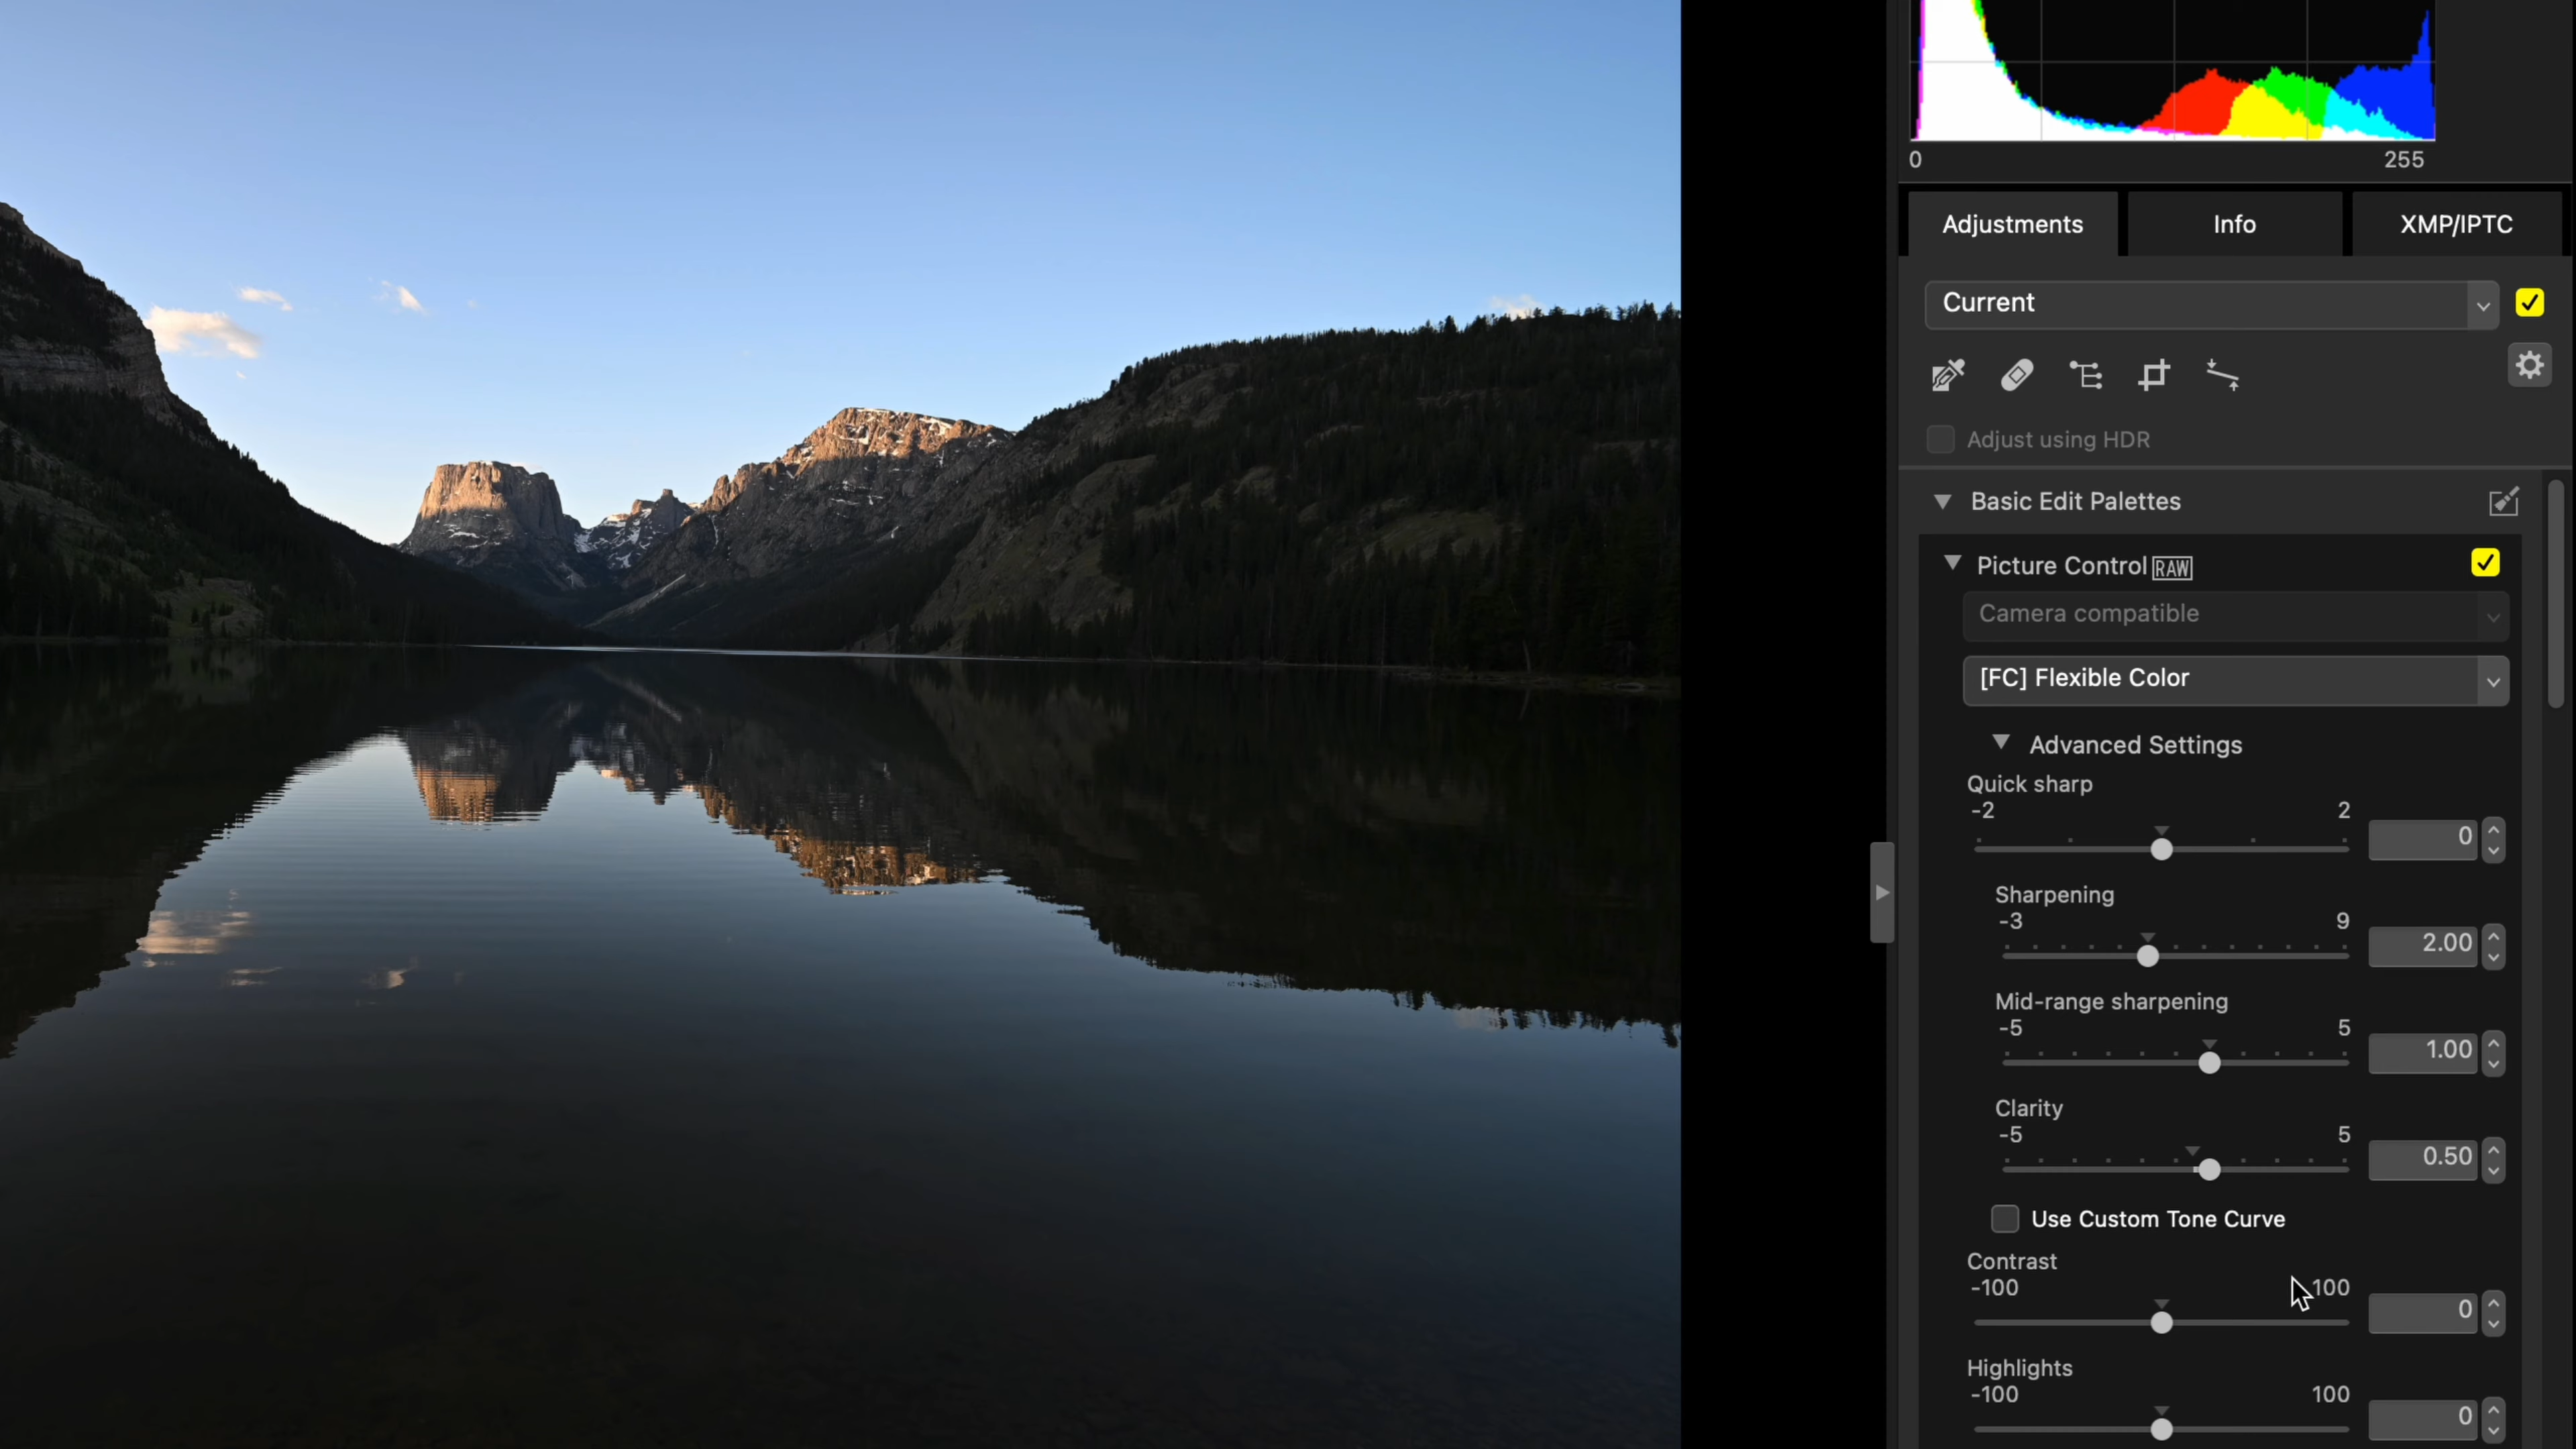 0 255
Adjustments Info XMP/IPTC
Current
Adjust using HDR
Basic Edit Palettes
Picture Control RAW
Camera compatible
[FC] Flexible Color
Advanced Settings
Quick sharp
-2 2
0
Sharpening
-3 9
2.00
Mid-range sharpening
-5 5
1.00
Clarity
-5 5
0.50
Use Custom Tone Curve
Contrast
-100 100
0
Highlights
-100 100
0